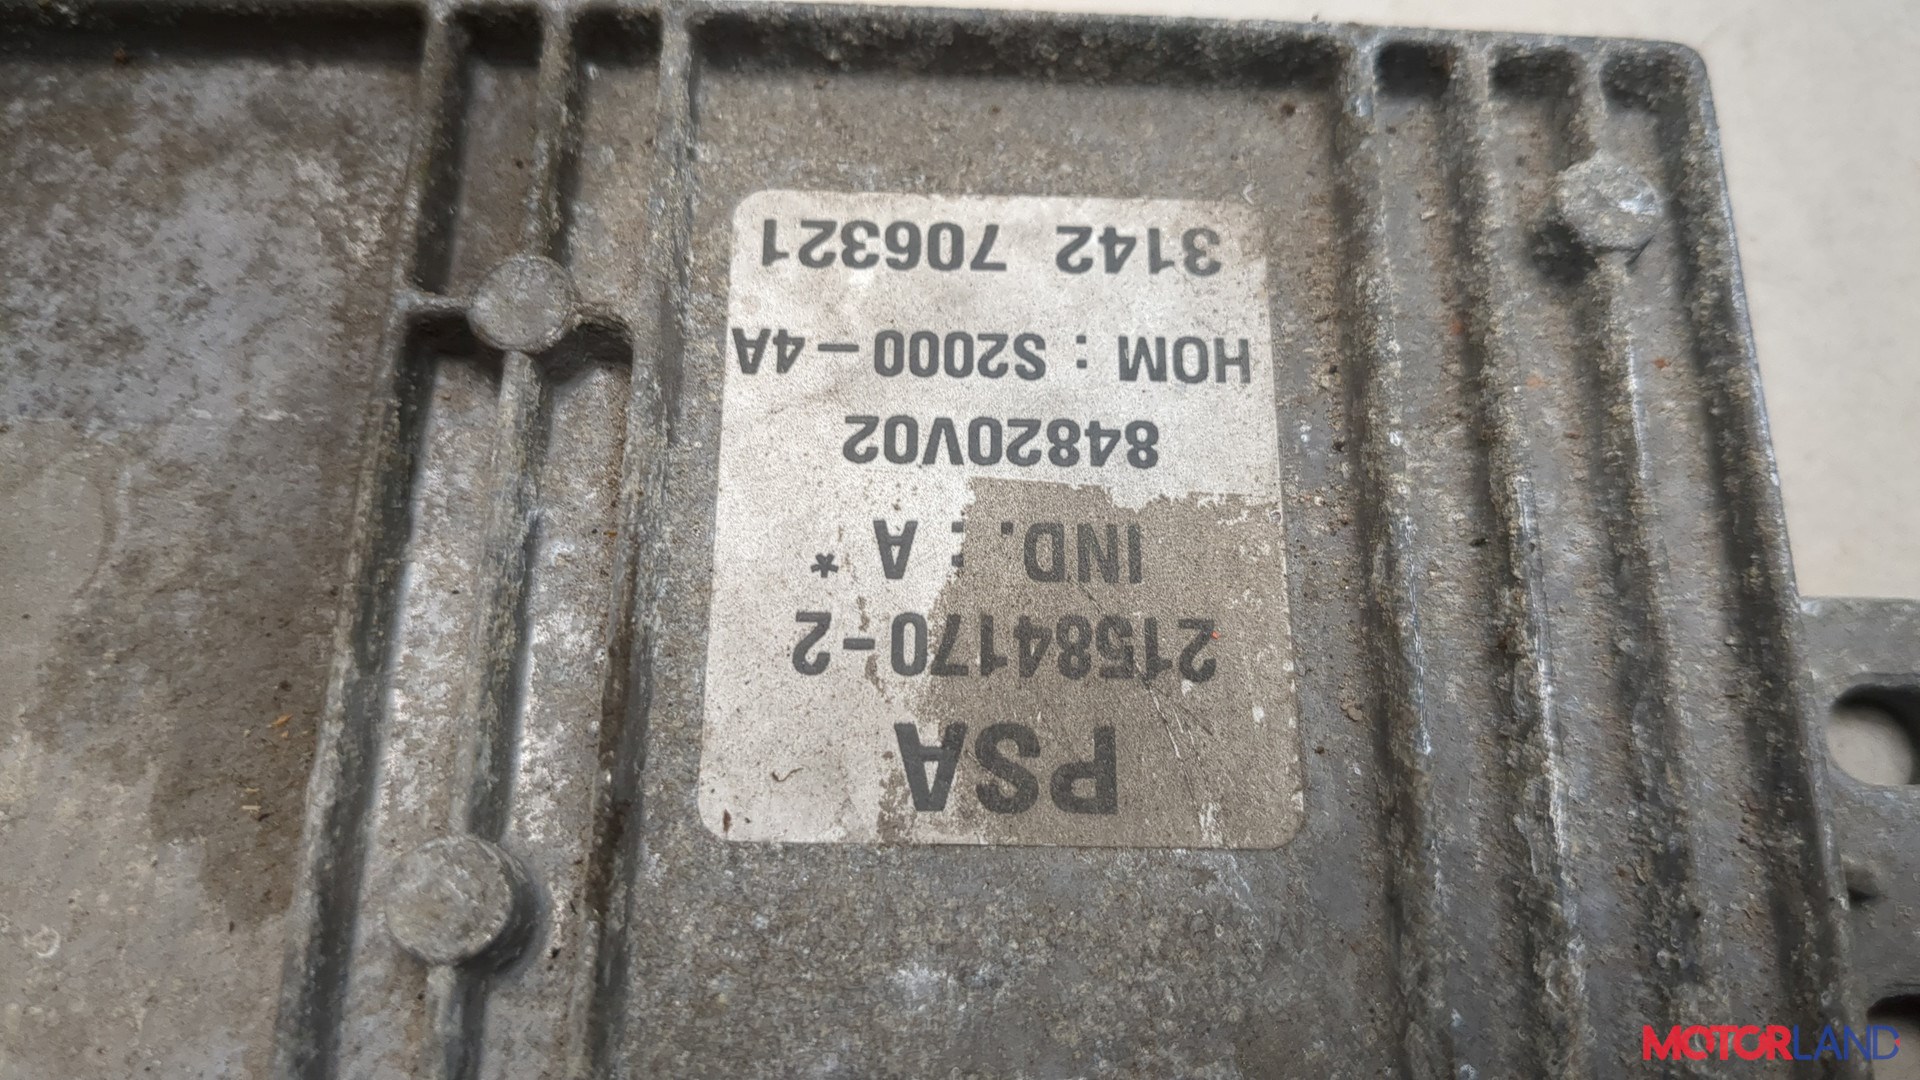 PSA
21584170-2
IND. : A *
84820V02
HOM : S2000-4A
3142 706321
MOTORLAND